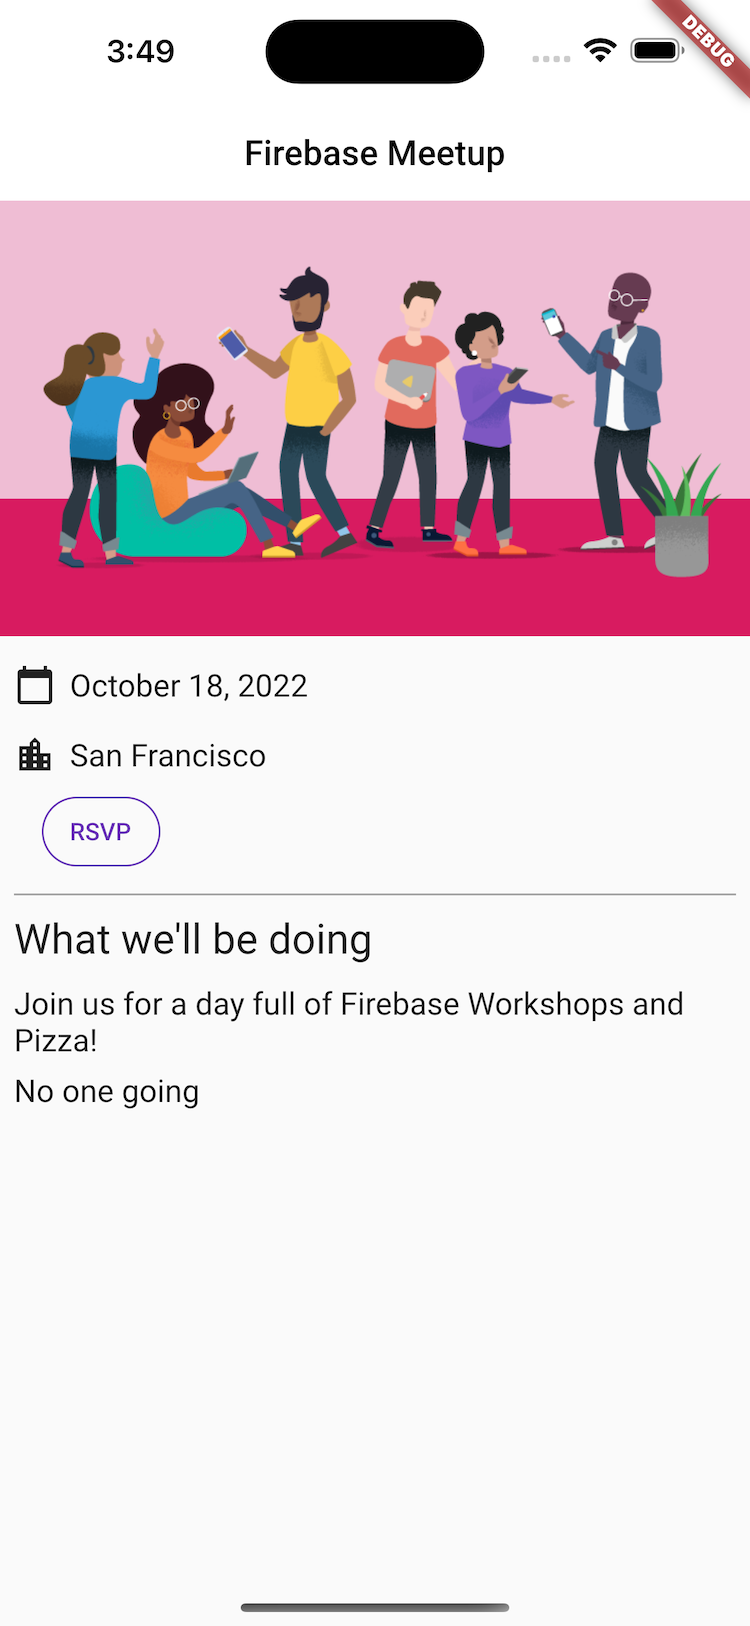 3:49
DEBUG
Firebase Meetup
October 18, 2022
San Francisco
RSVP
What we'll be doing
Join us for a day full of Firebase Workshops and
Pizza!
No one going